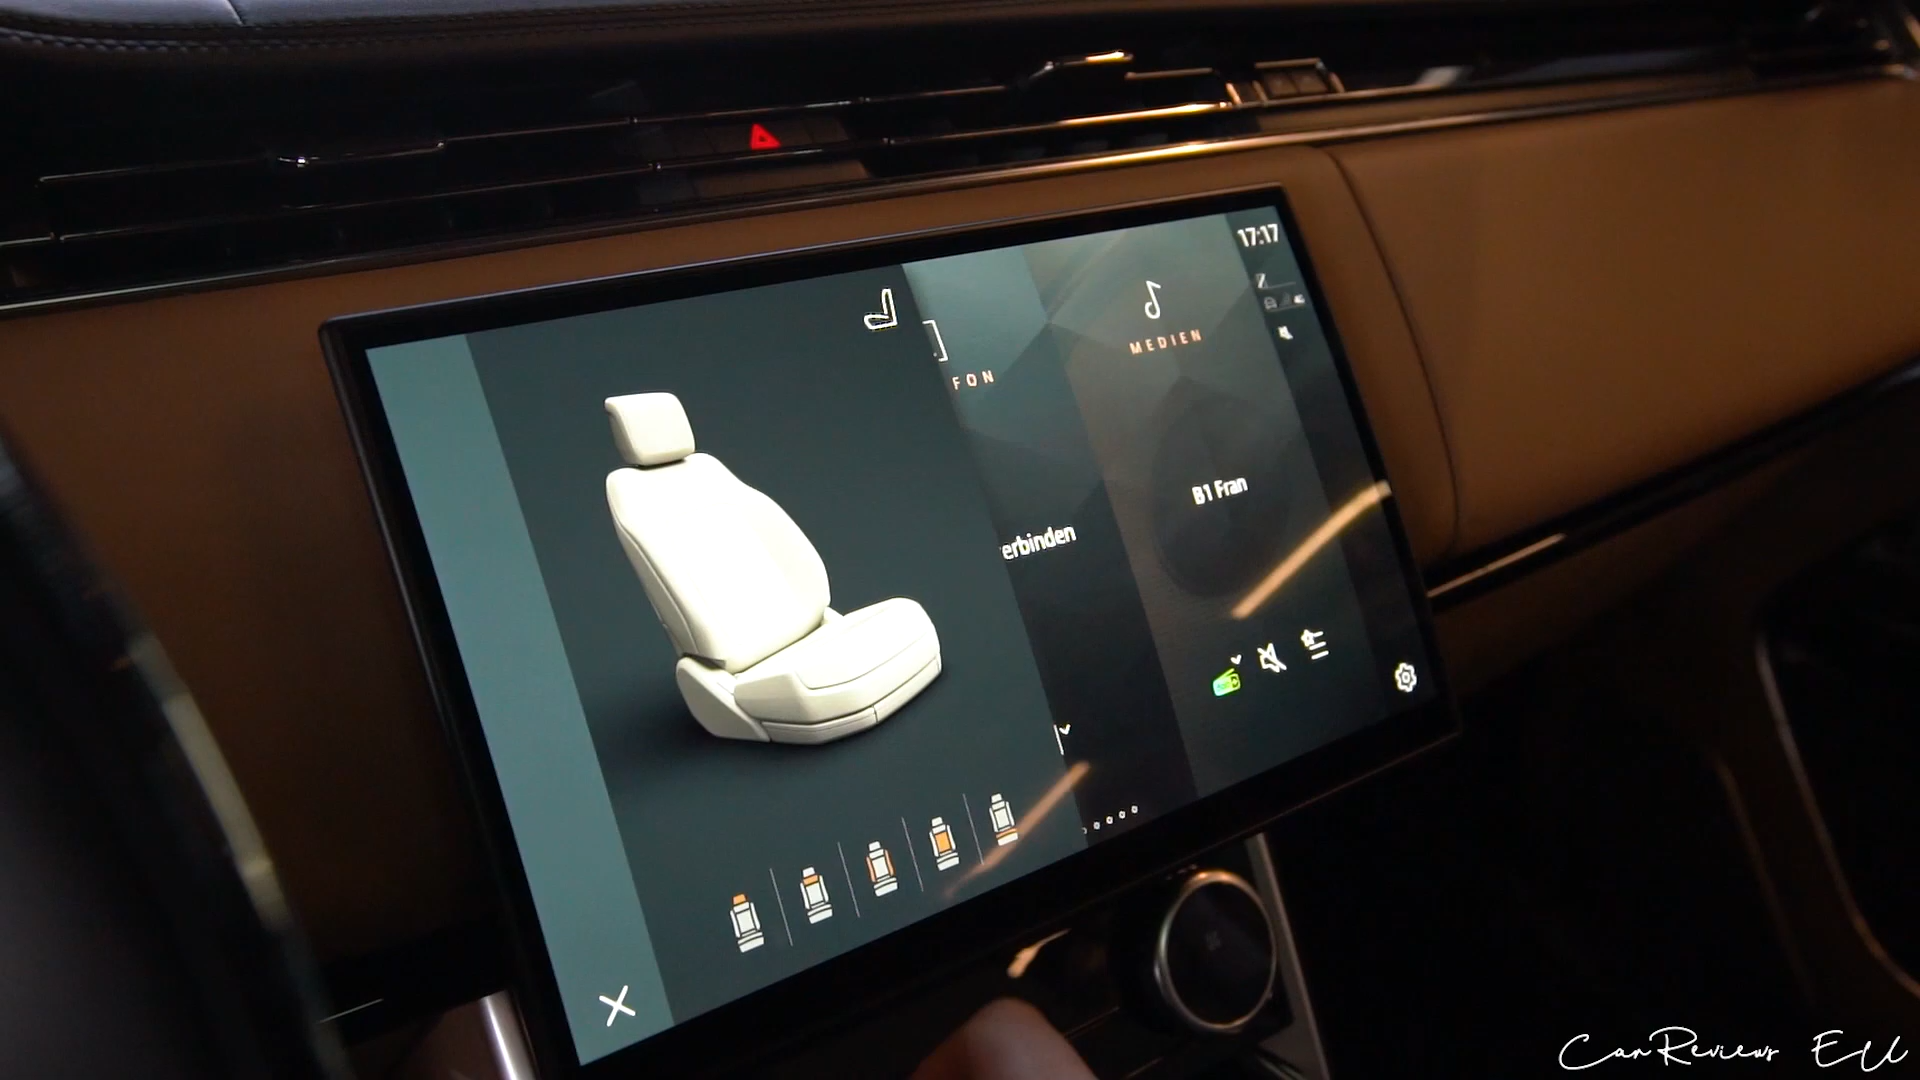 17:17
FON
MEDIEN
B1 Fran
erbinden
CarReviews EU